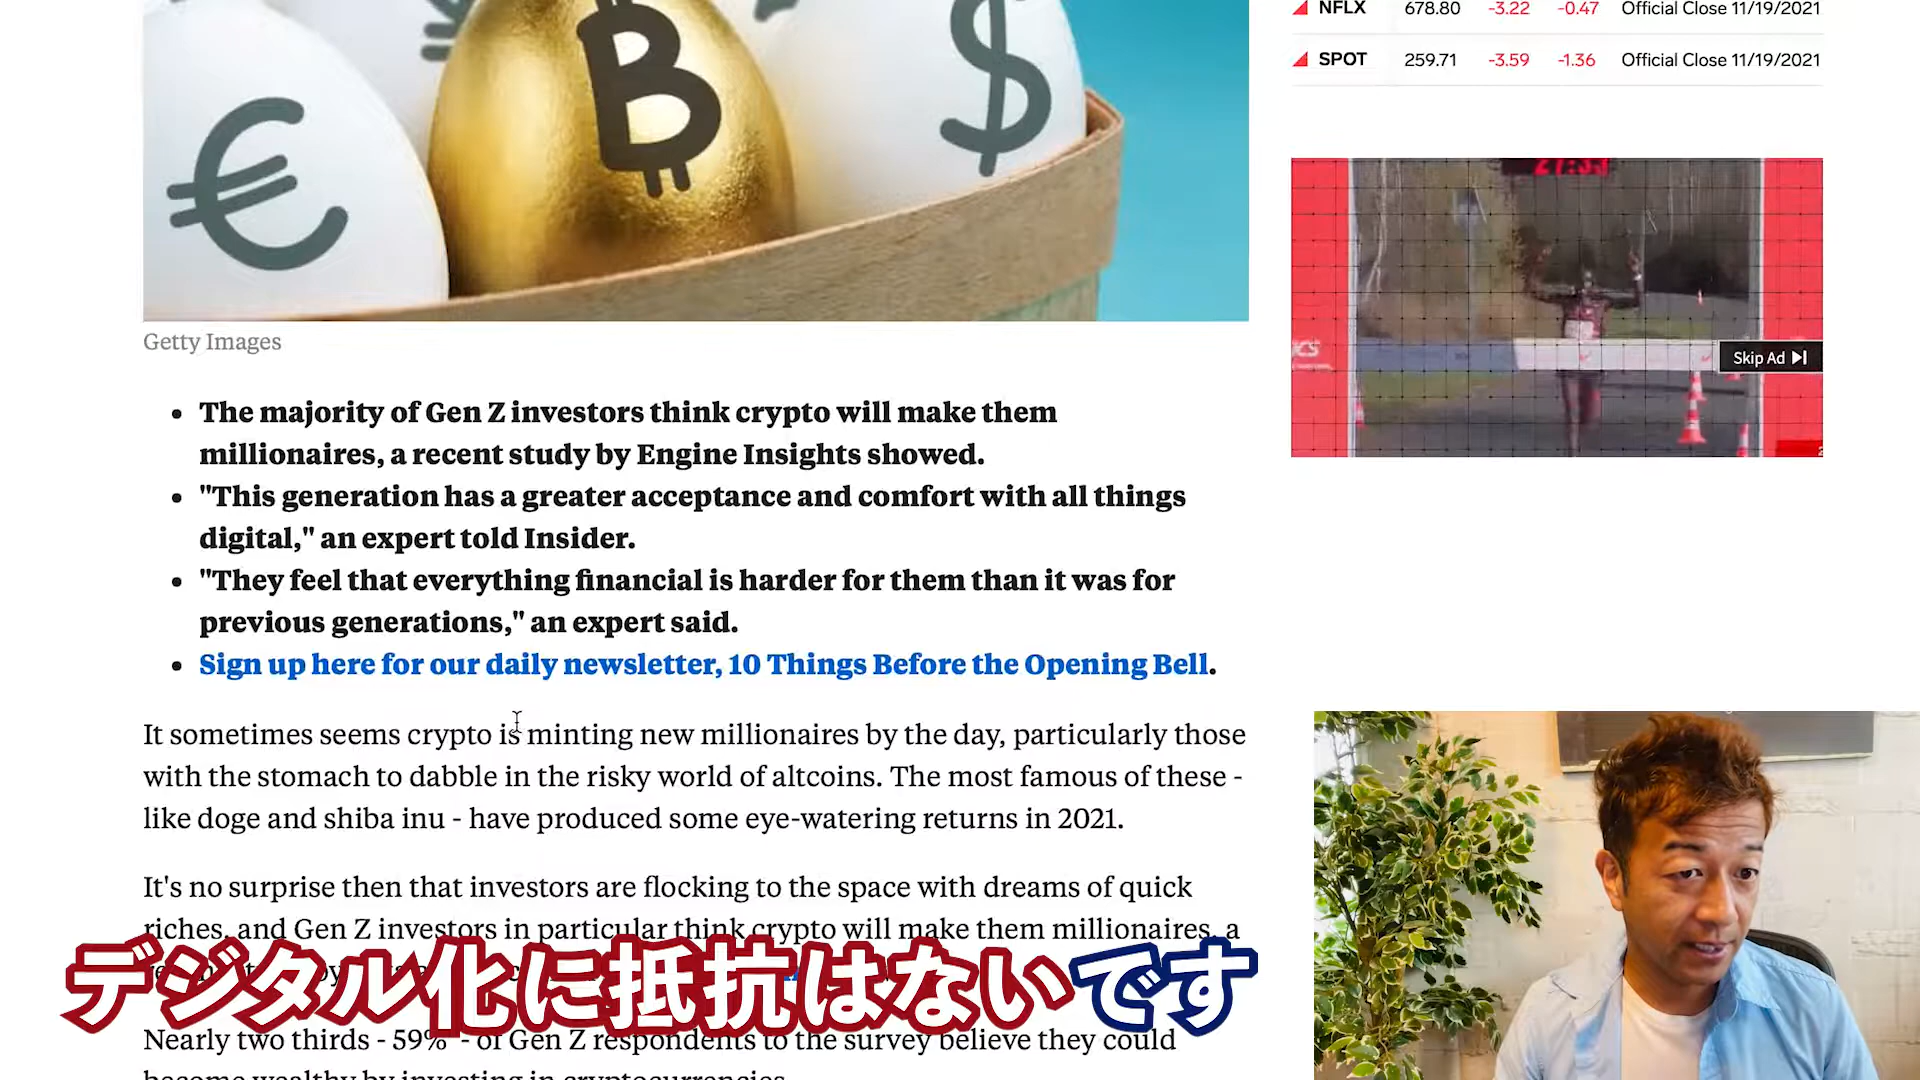 €
B
$
Getty Images
The majority of Gen Z investors think crypto will make them
millionaires, a recent study by Engine Insights showed.
"This generation has a greater acceptance and comfort with all things
digital," an expert told Insider.
"They feel that everything financial is harder for them than it was for
previous generations," an expert said.
Sign up here for our daily newsletter, 10 Things Before the Opening Bell.
It sometimes seems crypto is minting new millionaires by the day, particularly those
with the stomach to dabble in the risky world of altcoins. The most famous of these -
like doge and shiba inu - have produced some eye-watering returns in 2021.
It's no surprise then that investors are flocking to the space with dreams of quick
riches, and Gen Z investors in particular think crypto will make them millionaires, a
デジタル化に抵抗はないです
Nearly two thirds - 59% - of Gen Z respondents to the survey believe they could
become wealthy by investing in cryptocurrencies.
NFLX 678.80 -3.22 -0.47 Official Close 11/19/2021
SPOT 259.71 -3.59 -1.36 Official Close 11/19/2021
Skip Ad